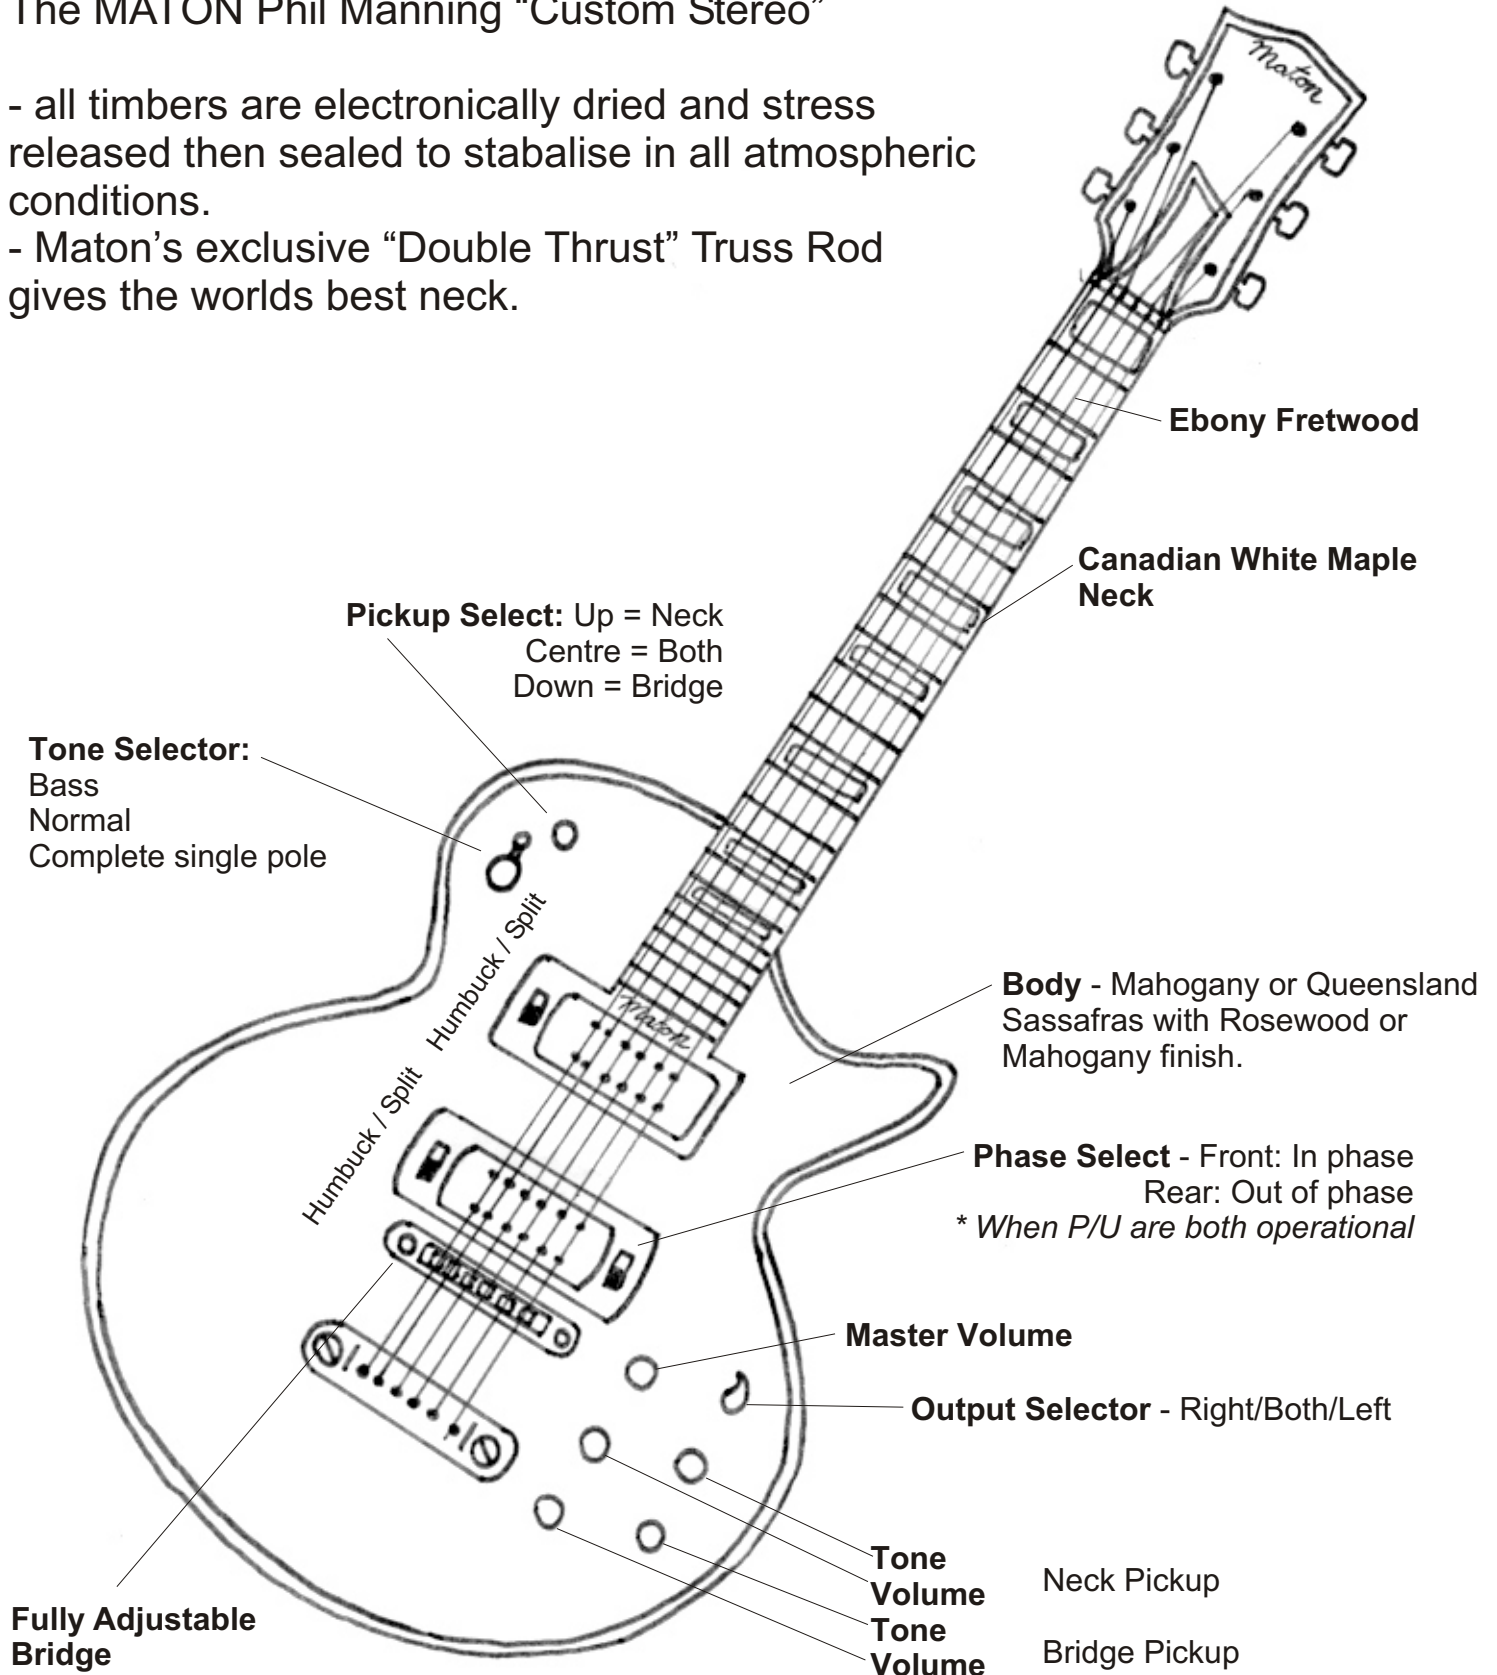 The MATON Phil Manning “Custom Stereo”
- all timbers are electronically dried and stress
released then sealed to stabalise in all atmospheric
conditions.
- Maton’s exclusive “Double Thrust” Truss Rod
gives the worlds best neck.
Maton
Ebony Fretwood
Canadian White Maple
Neck
Pickup Select: Up = Neck
Centre = Both
Down = Bridge
Tone Selector:
Bass
Normal
Complete single pole
Humbuck / Split
Humbuck / Split
Maton
Body - Mahogany or Queensland
Sassafras with Rosewood or
Mahogany finish.
Phase Select - Front: In phase
Rear: Out of phase
* When P/U are both operational
Master Volume
Output Selector - Right/Both/Left
Tone
Volume
Neck Pickup
Tone
Volume
Bridge Pickup
Fully Adjustable
Bridge